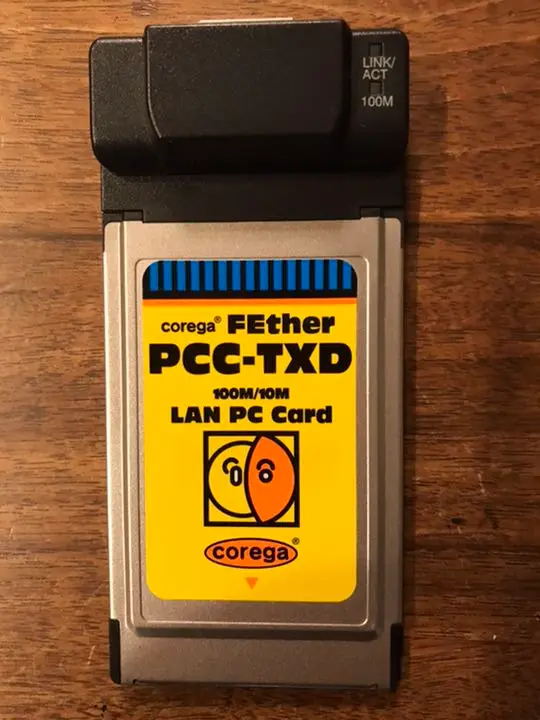 LINK/
ACT
100M
corega® FEther
PCC-TXD
100M/10M
LAN PC Card
corega®